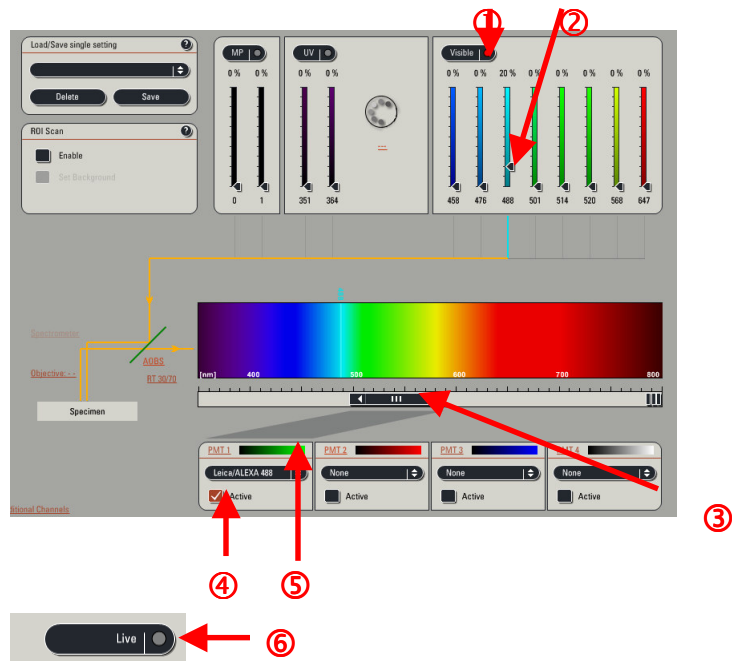 ① ②
Load/Save single setting
Delete Save
ROI Scan
Enable
Set Background
MP
0 % 0 %
0 1
UV
0 % 0 %
351 364
---
Visible
0 % 0 % 20 % 0 % 0 % 0 % 0 % 0 %
458 476 488 501 514 520 568 647
Spectrometer
Objective: --
AOBS
RT 30/70
Specimen
[nm] 400 500 600 700 800
PMT 1
Leica/ALEXA 488
Active
PMT 2
None
Active
PMT 3
None
Active
PMT 4
None
Active
itional Channels
③
④ ⑤
Live
⑥